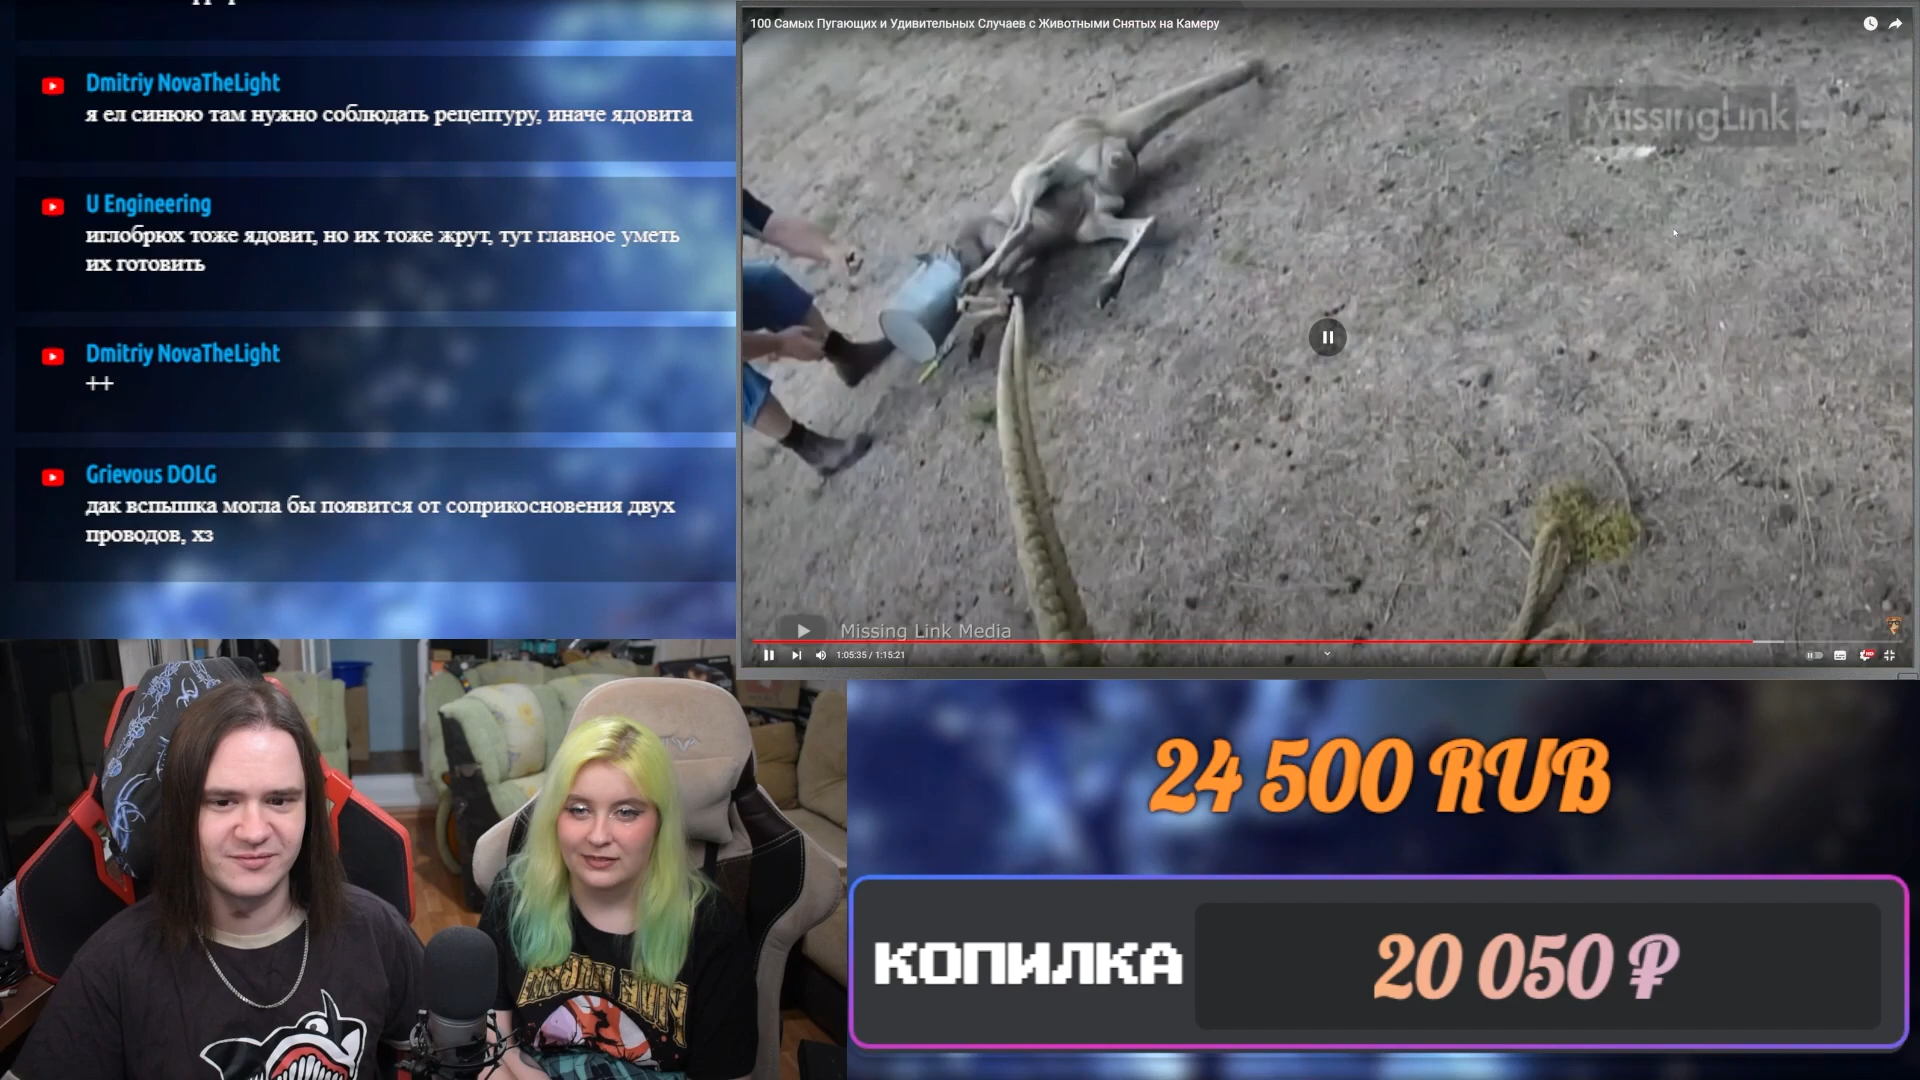 Dmitriy NovaTheLight
я ел синюю там нужно соблюдать рецептуру, иначе ядовита
U Engineering
иглобрюх тоже ядовит, но их тоже жрут, тут главное уметь
их готовить
Dmitriy NovaTheLight
++
Grievous DOLG
дак вспышка могла бы появится от соприкосновения двух
проводов, хз
100 Самых Пугающих и Удивительных Случаев с Животными Снятых на Камеру
MissingLink
Missing Link Media
1:05:35 / 1:15:21
24 500 RUB
КОПИЛКА
20 050 ₽